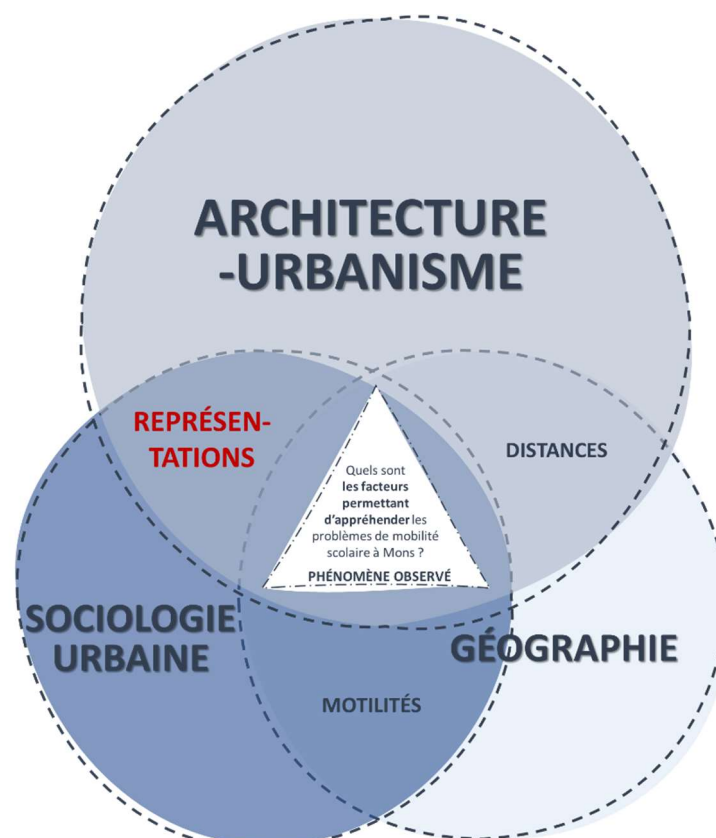 ARCHITECTURE
-URBANISME
REPRÉSEN-
TATIONS
DISTANCES
Quels sont
les facteurs
permettant
d'appréhender les
problèmes de mobilité
scolaire à Mons ?
PHÉNOMÈNE OBSERVÉ
SOCIOLOGIE
URBAINE
GÉOGRAPHIE
MOTILITÉS